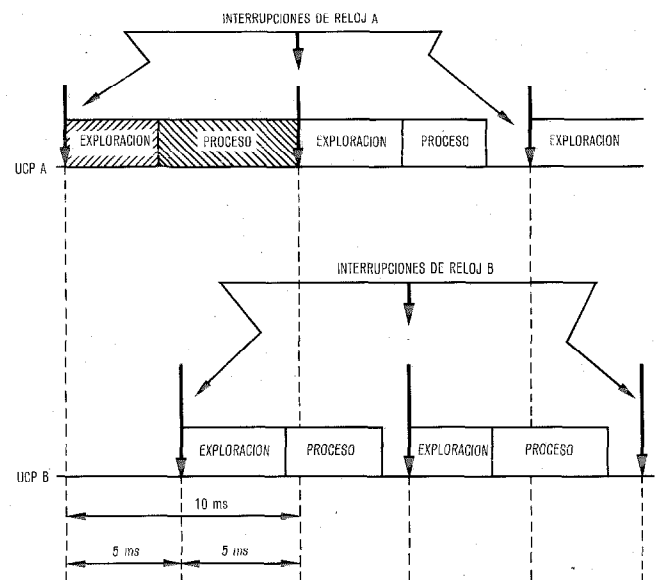 INTERRUPCIONES DE RELOJ A
EXPLORACION PROCESO EXPLORACION PROCESO EXPLORACION
UCP A
INTERRUPCIONES DE RELOJ B
EXPLORACION PROCESO EXPLORACION PROCESO
UCP B
10 ms
5 ms 5 ms